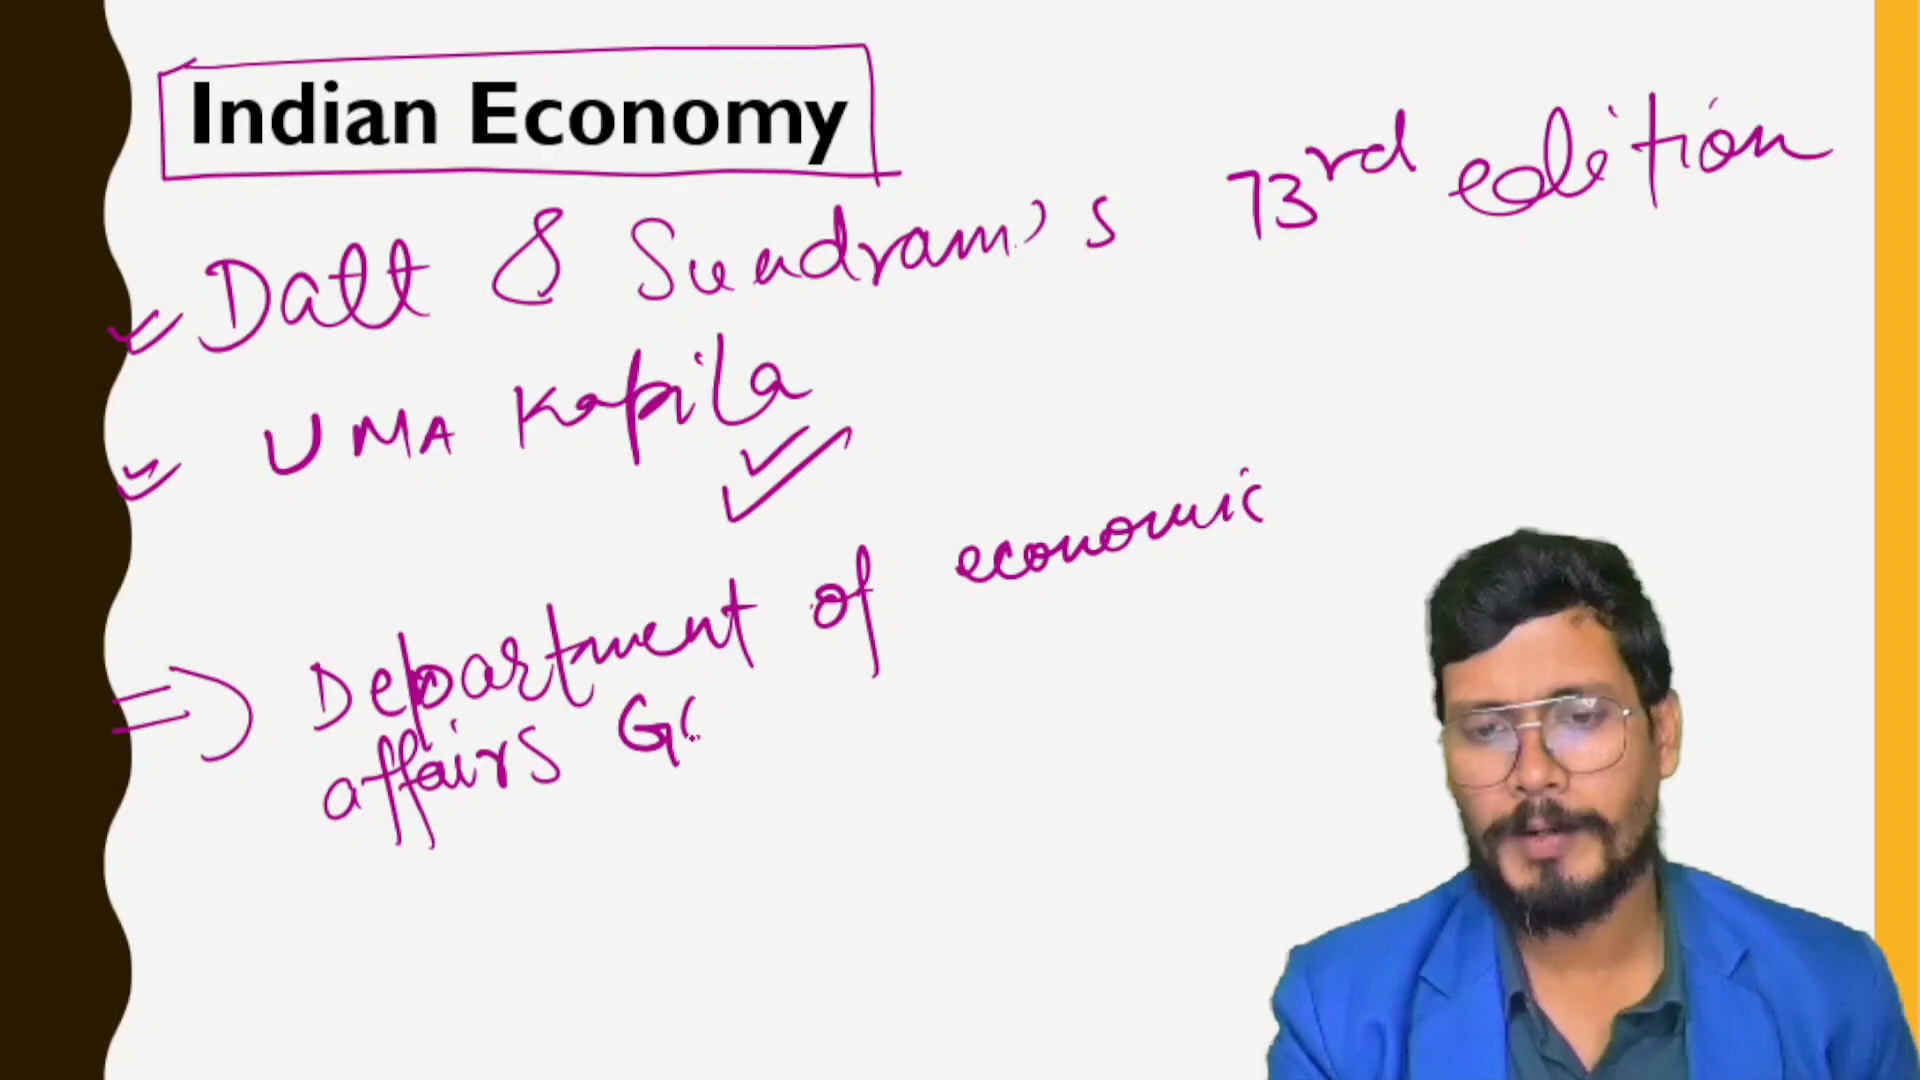 Indian Economy
Datt & Sundram's 73rd edition
UMA Kapila
Department of economic
affairs G(